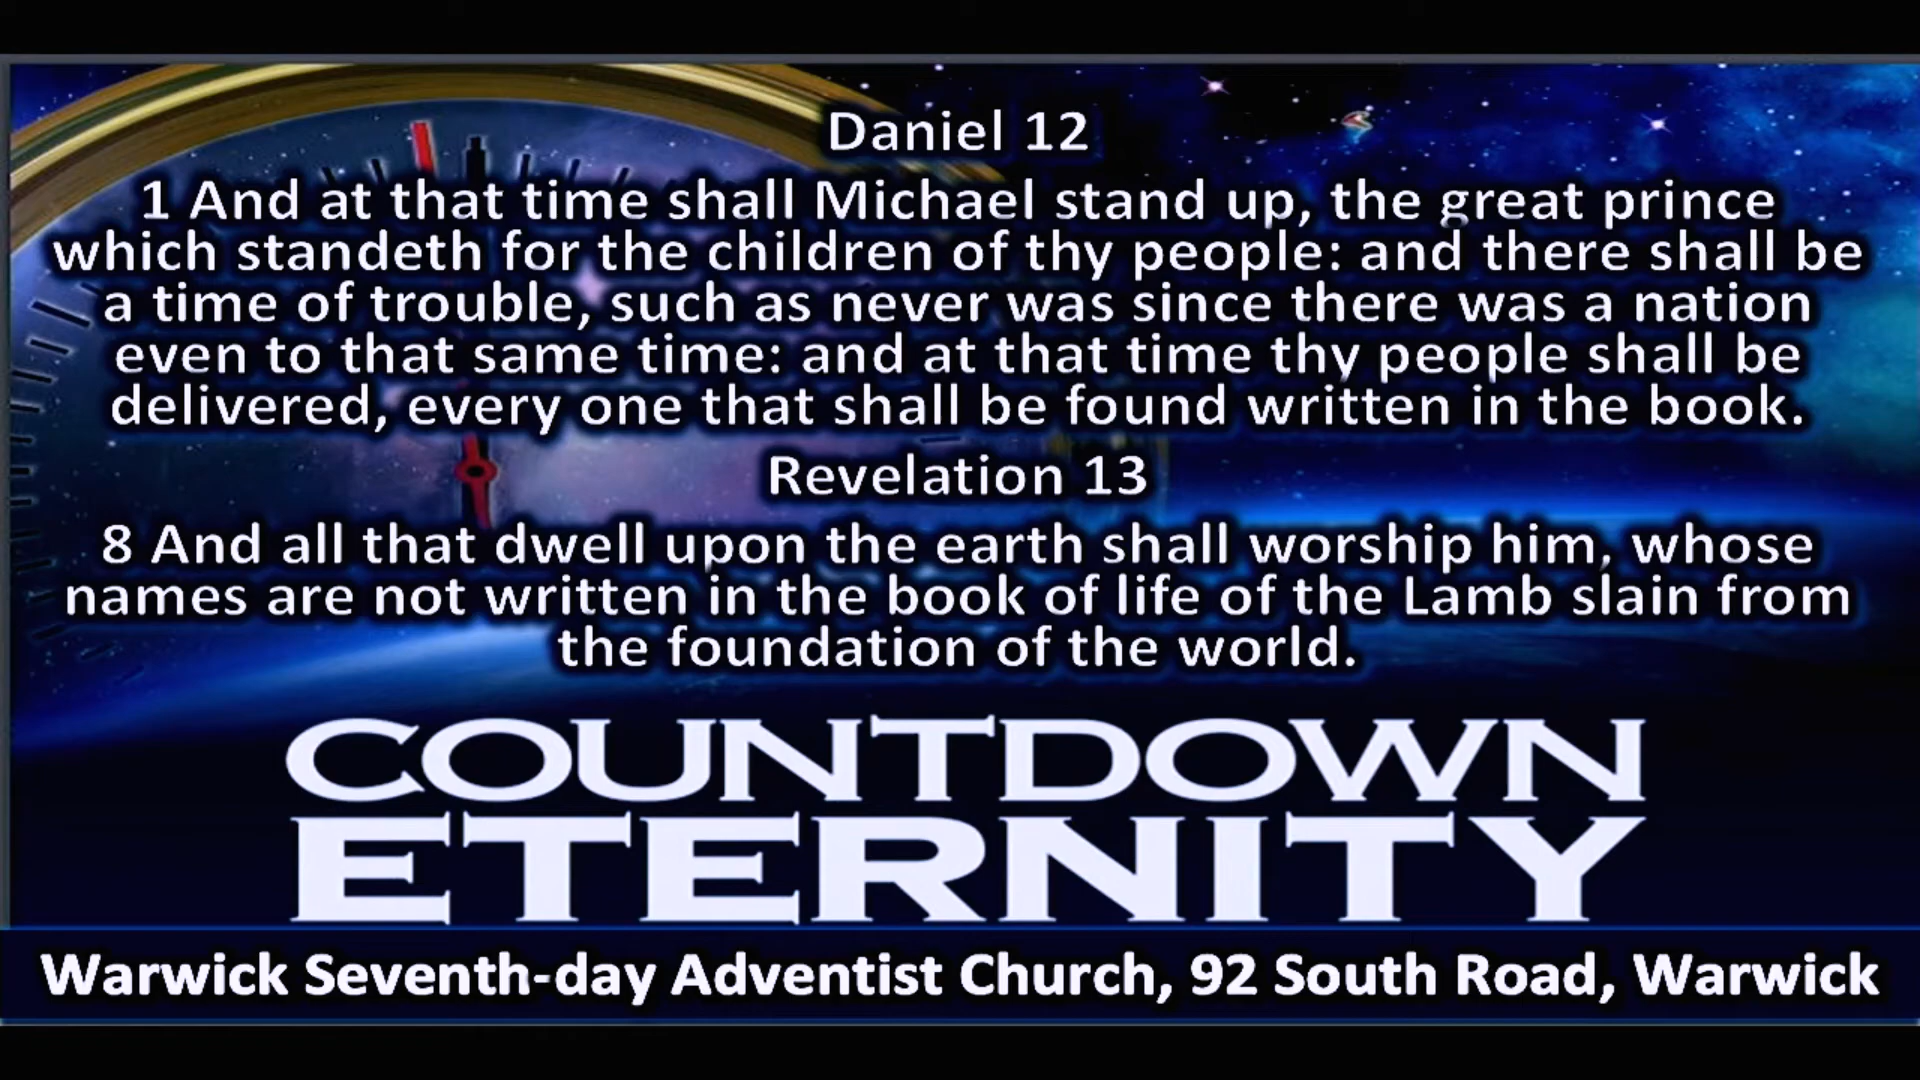 Daniel 12
1 And at that time shall Michael stand up, the great prince
which standeth for the children of thy people: and there shall be
a time of trouble, such as never was since there was a nation
even to that same time: and at that time thy people shall be
delivered, every one that shall be found written in the book.
Revelation 13
8 And all that dwell upon the earth shall worship him, whose
names are not written in the book of life of the Lamb slain from
the foundation of the world.
COUNTDOWN
ETERNITY
Warwick Seventh-day Adventist Church, 92 South Road, Warwick